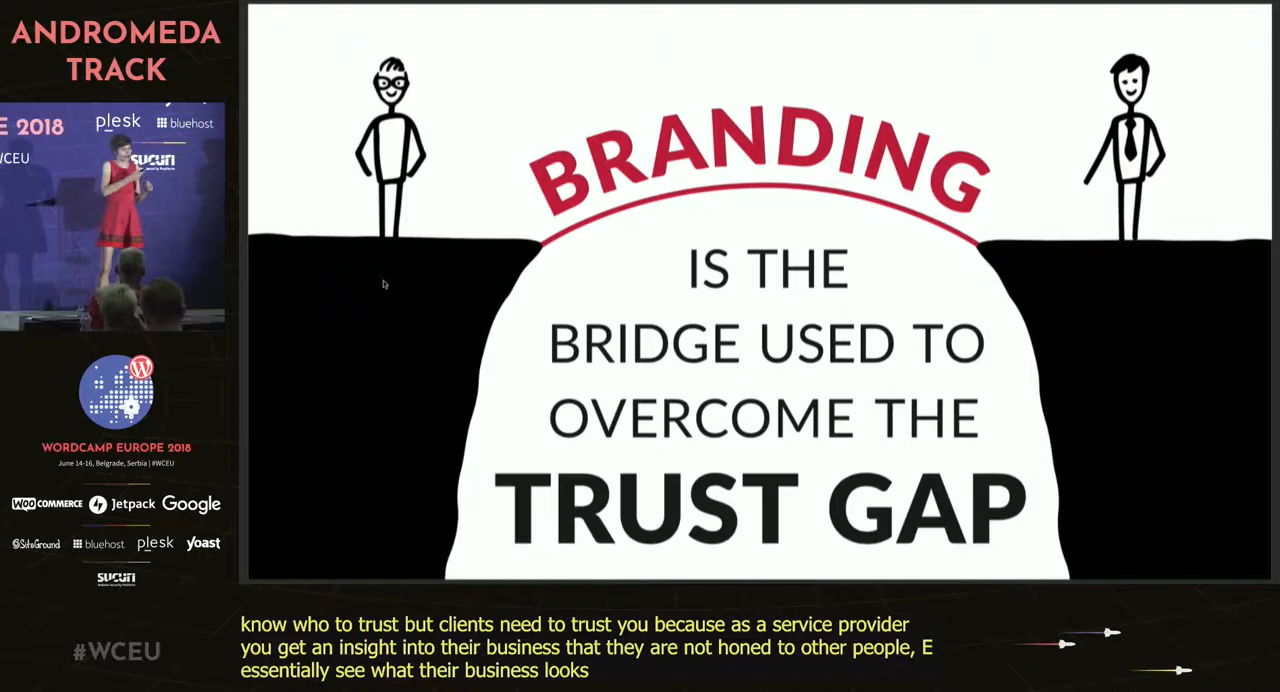 ANDROMEDA
TRACK
E 2018
plesk
bluehost
WCEU
SUCURI
WORDCAMP EUROPE 2018
June 14-16, Belgrade, Serbia | #WCEU
WOO COMMERCE
Jetpack
Google
SiteGround
bluehost
plesk
yoast
SUCURI
#WCEU
BRANDING
IS THE
BRIDGE USED TO
OVERCOME THE
TRUST GAP
know who to trust but clients need to trust you because as a service provider
you get an insight into their business that they are not honed to other people, E
essentially see what their business looks